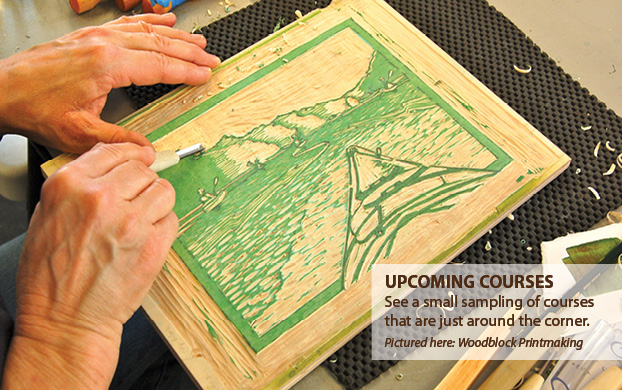 UPCOMING COURSES
See a small sampling of courses
that are just around the corner.
Pictured here: Woodblock Printmaking